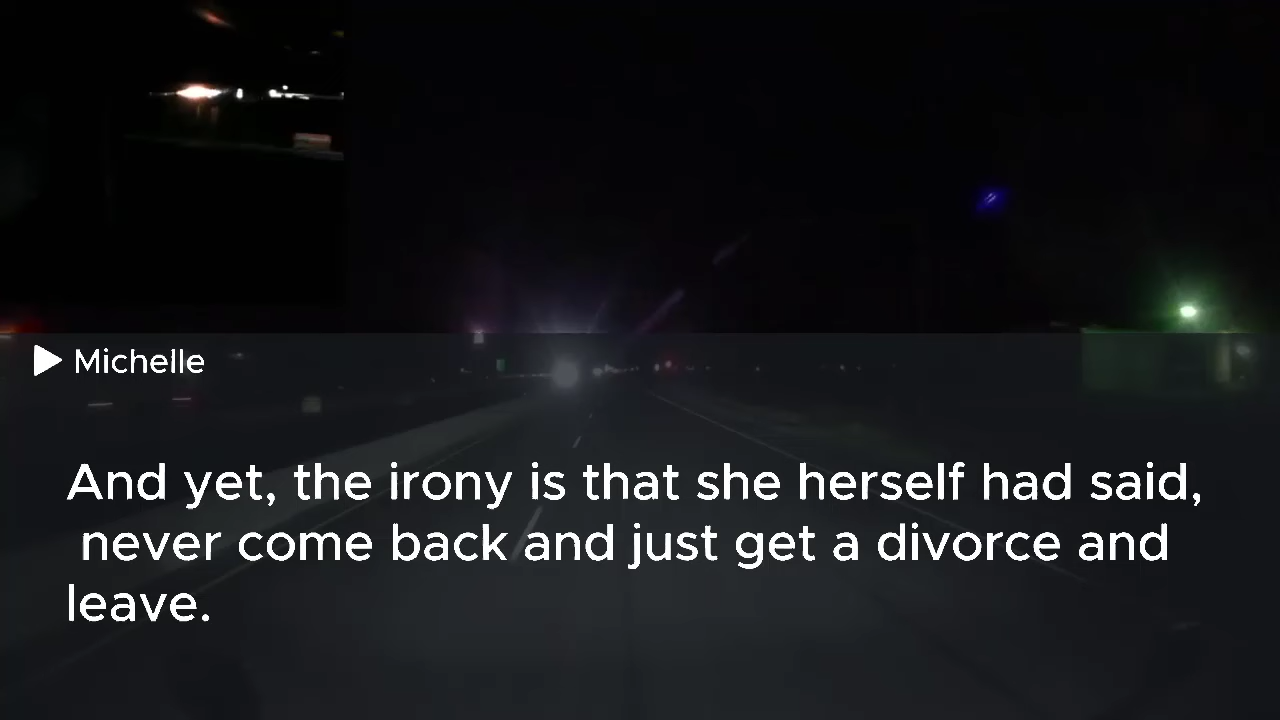 Michelle
And yet, the irony is that she herself had said,
never come back and just get a divorce and
leave.